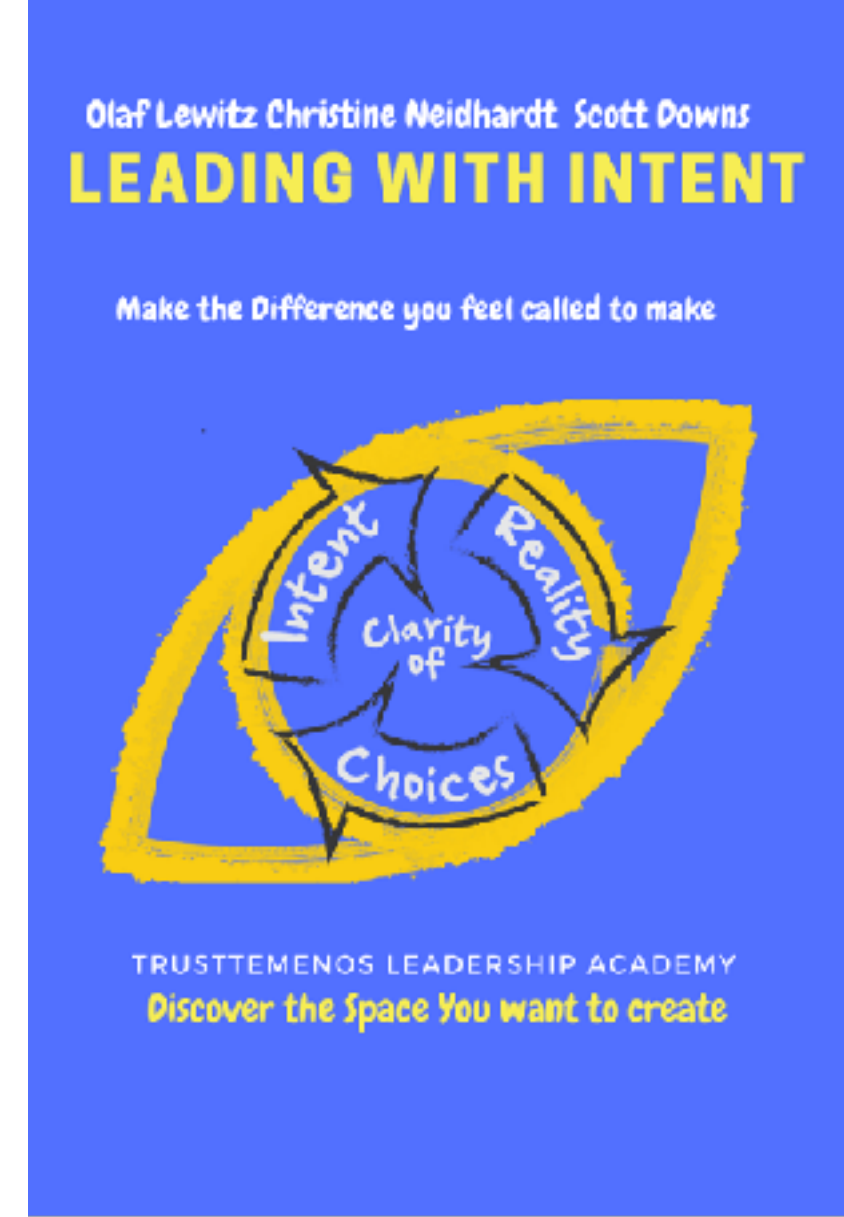 Olaf Lewitz Christine Neidhardt Scott Downs
LEADING WITH INTENT
Make the Difference you feel called to make
Intent
Reality
Clarity
of
Choices
TRUSTTEMENOS LEADERSHIP ACADEMY
Discover the Space You want to create